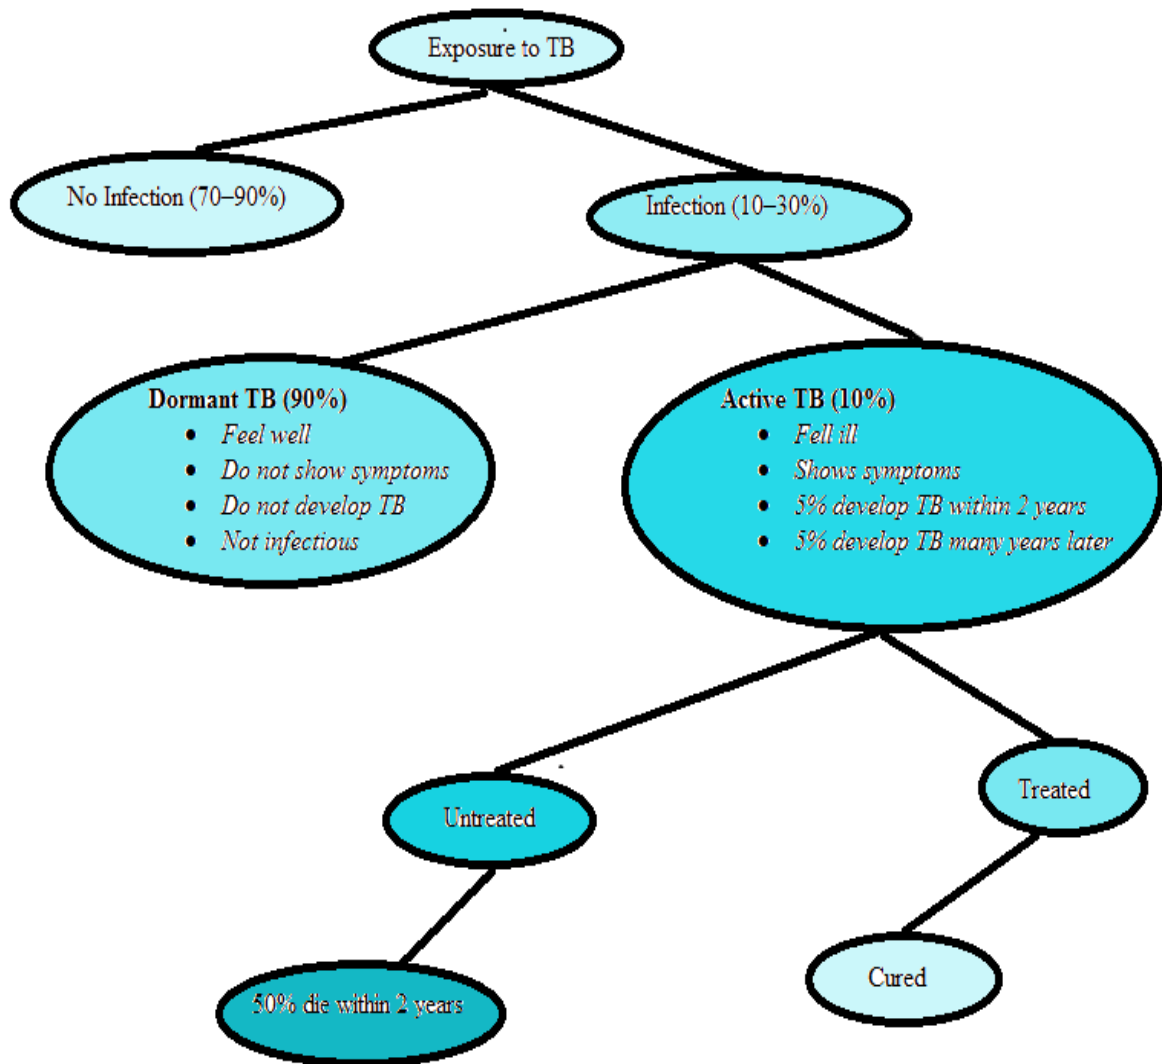 Exposure to TB
No Infection (70–90%)
Infection (10–30%)
Dormant TB (90%)
• Feel well
• Do not show symptoms
• Do not develop TB
• Not infectious
Active TB (10%)
• Fell ill
• Shows symptoms
• 5% develop TB within 2 years
• 5% develop TB many years later
Untreated
Treated
50% die within 2 years
Cured